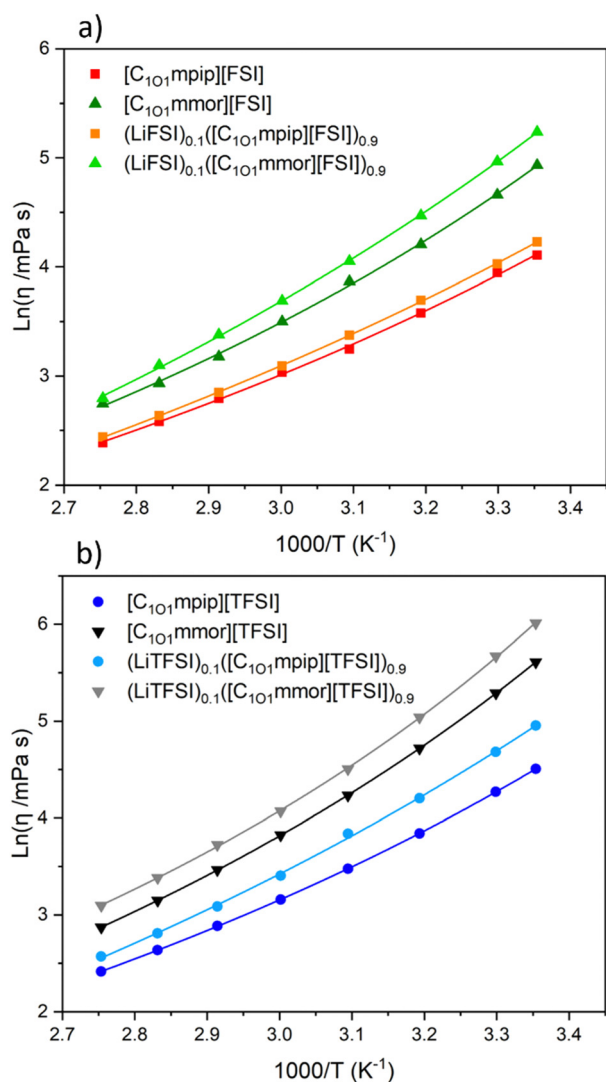 a)
6
5
4
3
2
Ln(η /mPa s)
[C₁O₁mpip][FSI]
[C₁O₁mmor][FSI]
(LiFSI)₀.₁([C₁O₁mpip][FSI])₀.₉
(LiFSI)₀.₁([C₁O₁mmor][FSI])₀.₉
2.7 2.8 2.9 3.0 3.1 3.2 3.3 3.4
1000/T (K⁻¹)
b)
6
5
4
3
2
Ln(η /mPa s)
[C₁O₁mpip][TFSI]
[C₁O₁mmor][TFSI]
(LiTFSI)₀.₁([C₁O₁mpip][TFSI])₀.₉
(LiTFSI)₀.₁([C₁O₁mmor][TFSI])₀.₉
2.7 2.8 2.9 3.0 3.1 3.2 3.3 3.4
1000/T (K⁻¹)